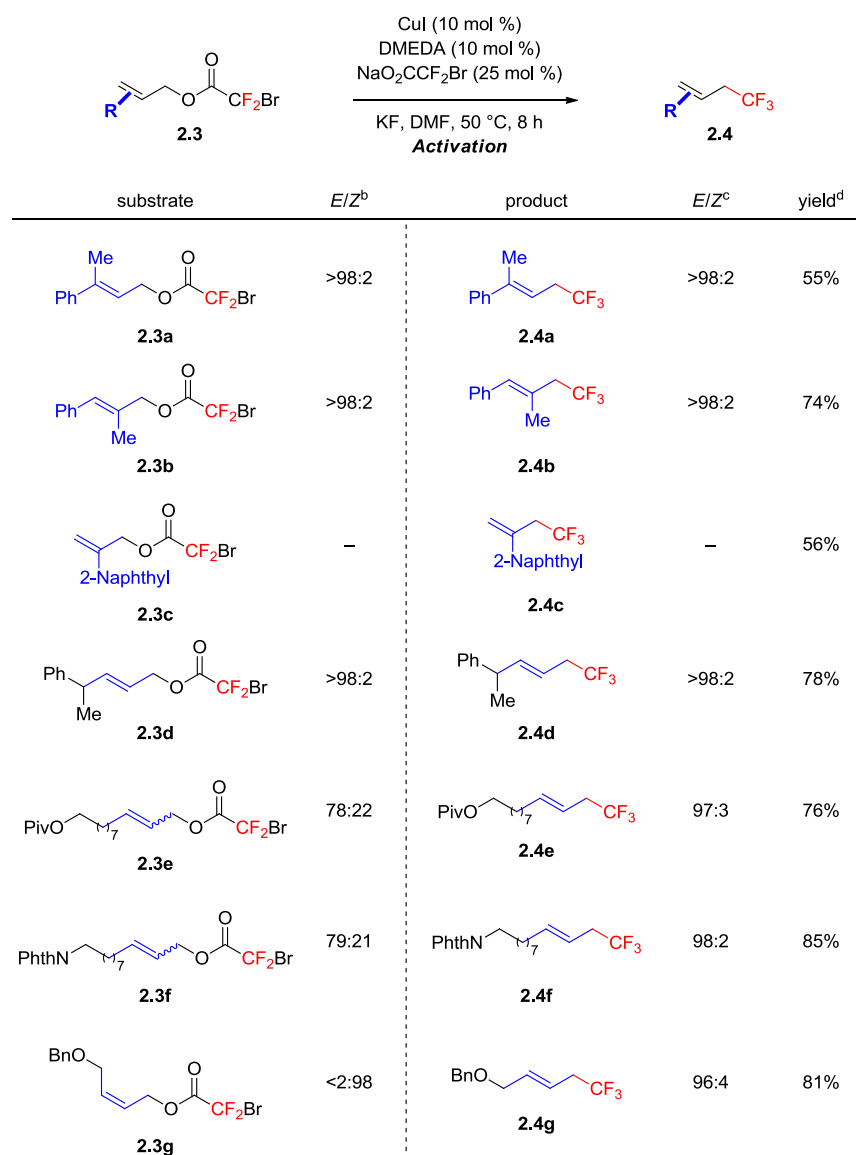 CuI (10 mol %)
DMEDA (10 mol %)
NaO2CCF2Br (25 mol %)
KF, DMF, 50 °C, 8 h
Activation
R
O
O
CF2Br
2.3
R
CF3
2.4
substrate E/Z^b product E/Z^c yield^d
Me
Ph
O
O
CF2Br
2.3a
>98:2
Me
Ph
CF3
2.4a
>98:2
55%
Ph
Me
O
O
CF2Br
2.3b
>98:2
Ph
Me
CF3
2.4b
>98:2
74%
2-Naphthyl
O
O
CF2Br
2.3c
–
2-Naphthyl
CF3
2.4c
–
56%
Ph
Me
O
O
CF2Br
2.3d
>98:2
Ph
Me
CF3
2.4d
>98:2
78%
PivO
( )7
O
O
CF2Br
2.3e
78:22
PivO
( )7
CF3
2.4e
97:3
76%
PhthN
( )7
O
O
CF2Br
2.3f
79:21
PhthN
( )7
CF3
2.4f
98:2
85%
BnO
O
O
CF2Br
2.3g
<2:98
BnO
CF3
2.4g
96:4
81%